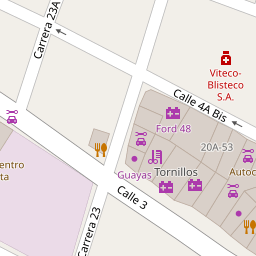 Carrera 23A
Viteco-
Blisteco
S.A.
Calle 4A Bis
Ford 48
20A-53
entro
ta
Guayas
Tornillos
Autoc
Calle 3
Carrera 23